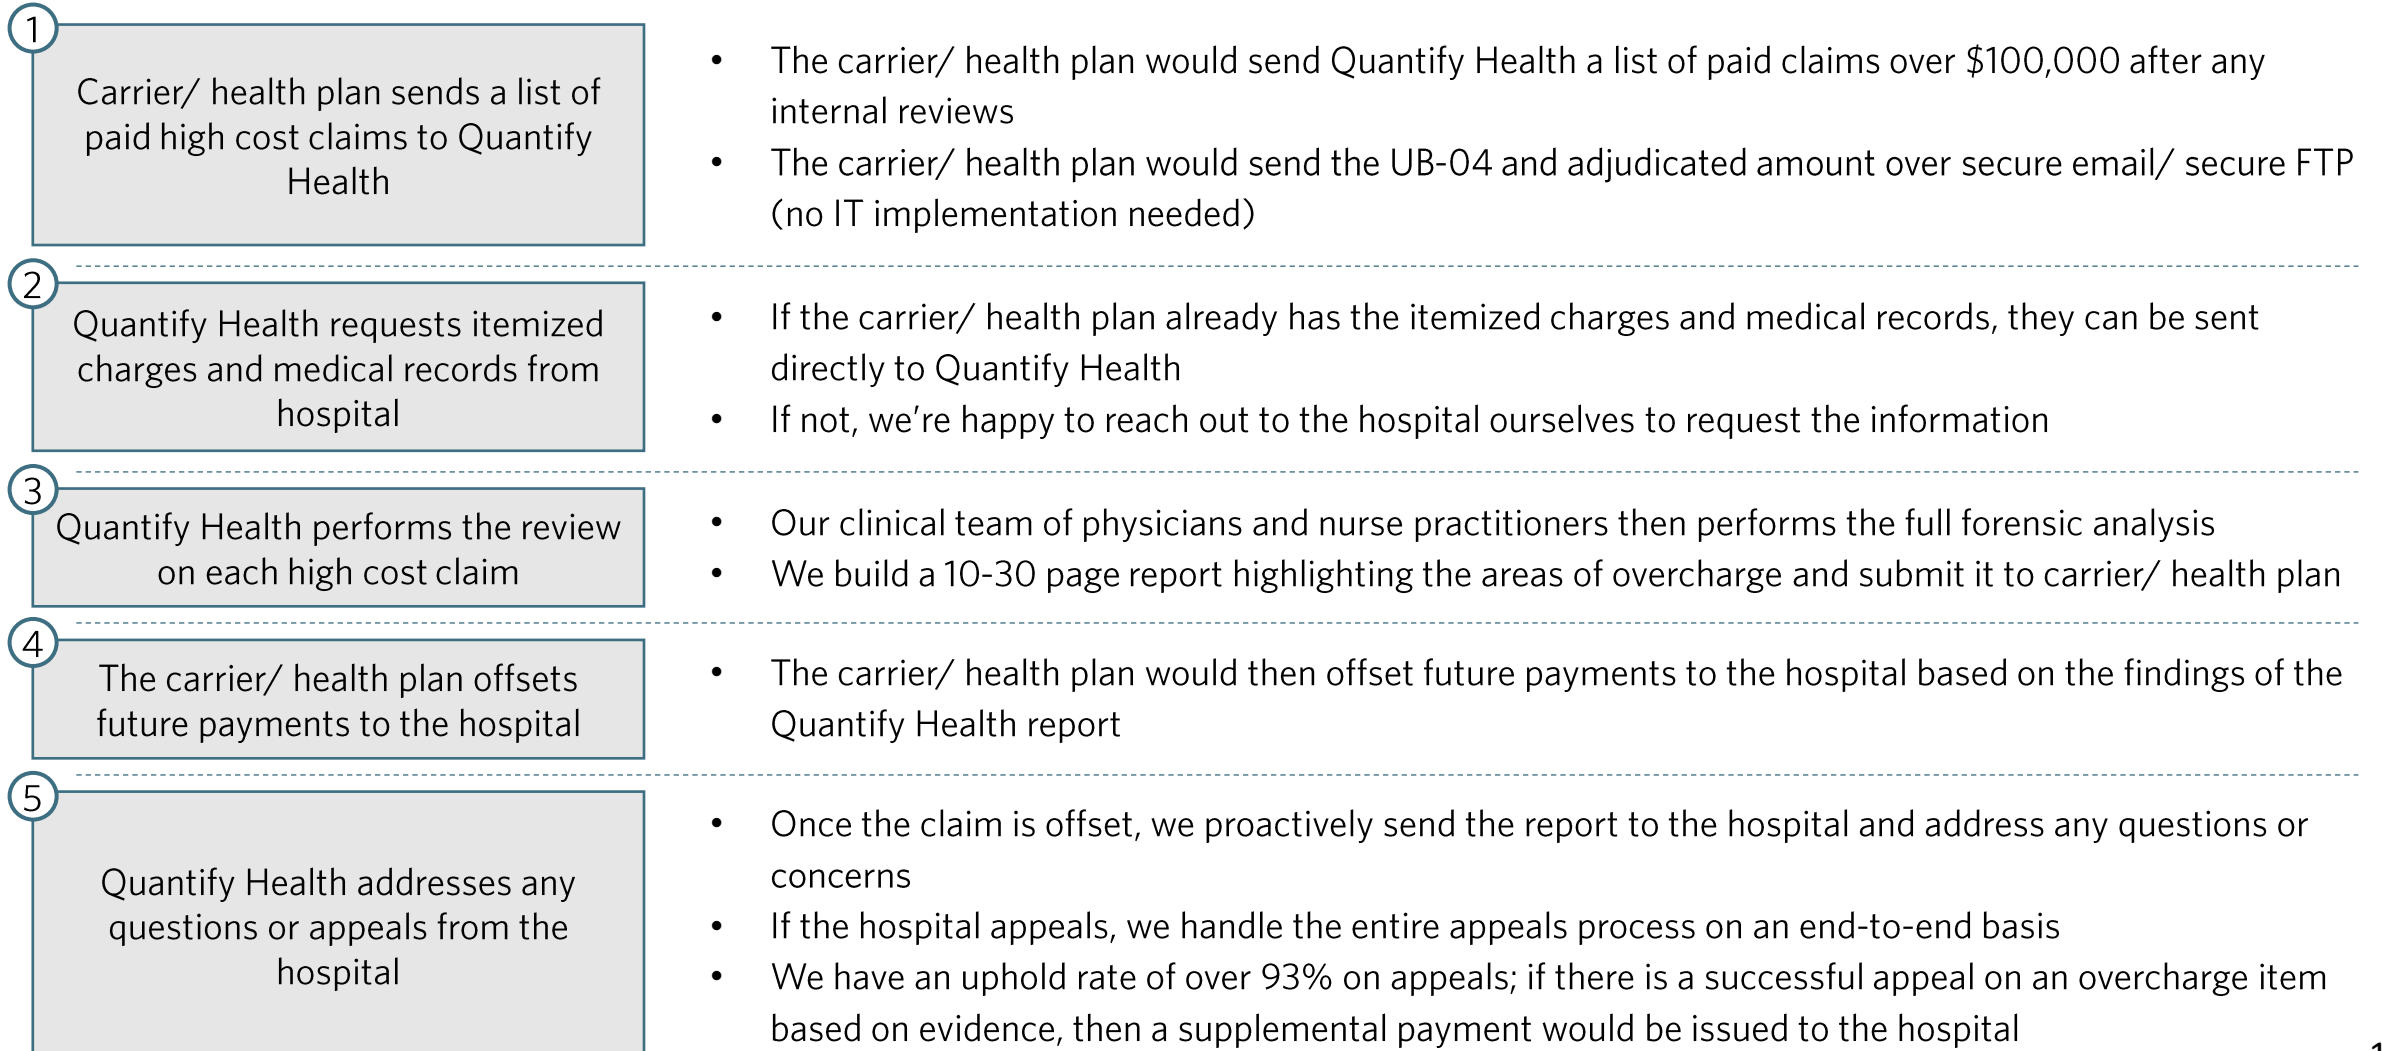 1
Carrier/ health plan sends a list of
paid high cost claims to Quantify
Health
• The carrier/ health plan would send Quantify Health a list of paid claims over $100,000 after any
internal reviews
• The carrier/ health plan would send the UB-04 and adjudicated amount over secure email/ secure FTP
(no IT implementation needed)
2
Quantify Health requests itemized
charges and medical records from
hospital
• If the carrier/ health plan already has the itemized charges and medical records, they can be sent
directly to Quantify Health
• If not, we’re happy to reach out to the hospital ourselves to request the information
3
Quantify Health performs the review
on each high cost claim
• Our clinical team of physicians and nurse practitioners then performs the full forensic analysis
• We build a 10-30 page report highlighting the areas of overcharge and submit it to carrier/ health plan
4
The carrier/ health plan offsets
future payments to the hospital
• The carrier/ health plan would then offset future payments to the hospital based on the findings of the
Quantify Health report
5
Quantify Health addresses any
questions or appeals from the
hospital
• Once the claim is offset, we proactively send the report to the hospital and address any questions or
concerns
• If the hospital appeals, we handle the entire appeals process on an end-to-end basis
• We have an uphold rate of over 93% on appeals; if there is a successful appeal on an overcharge item
based on evidence, then a supplemental payment would be issued to the hospital